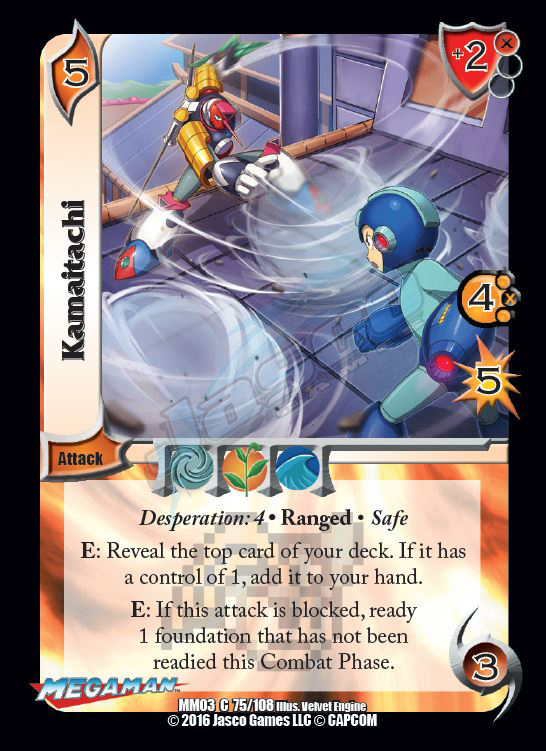 5
+2
Kamaitachi
4
5
Attack
Desperation: 4 • Ranged • Safe
E: Reveal the top card of your deck. If it has
a control of 1, add it to your hand.
E: If this attack is blocked, ready
1 foundation that has not been
readied this Combat Phase.
3
MEGAMAN™
MM03 C 75/108 Illus. Velvet Engine
© 2016 Jasco Games LLC © CAPCOM